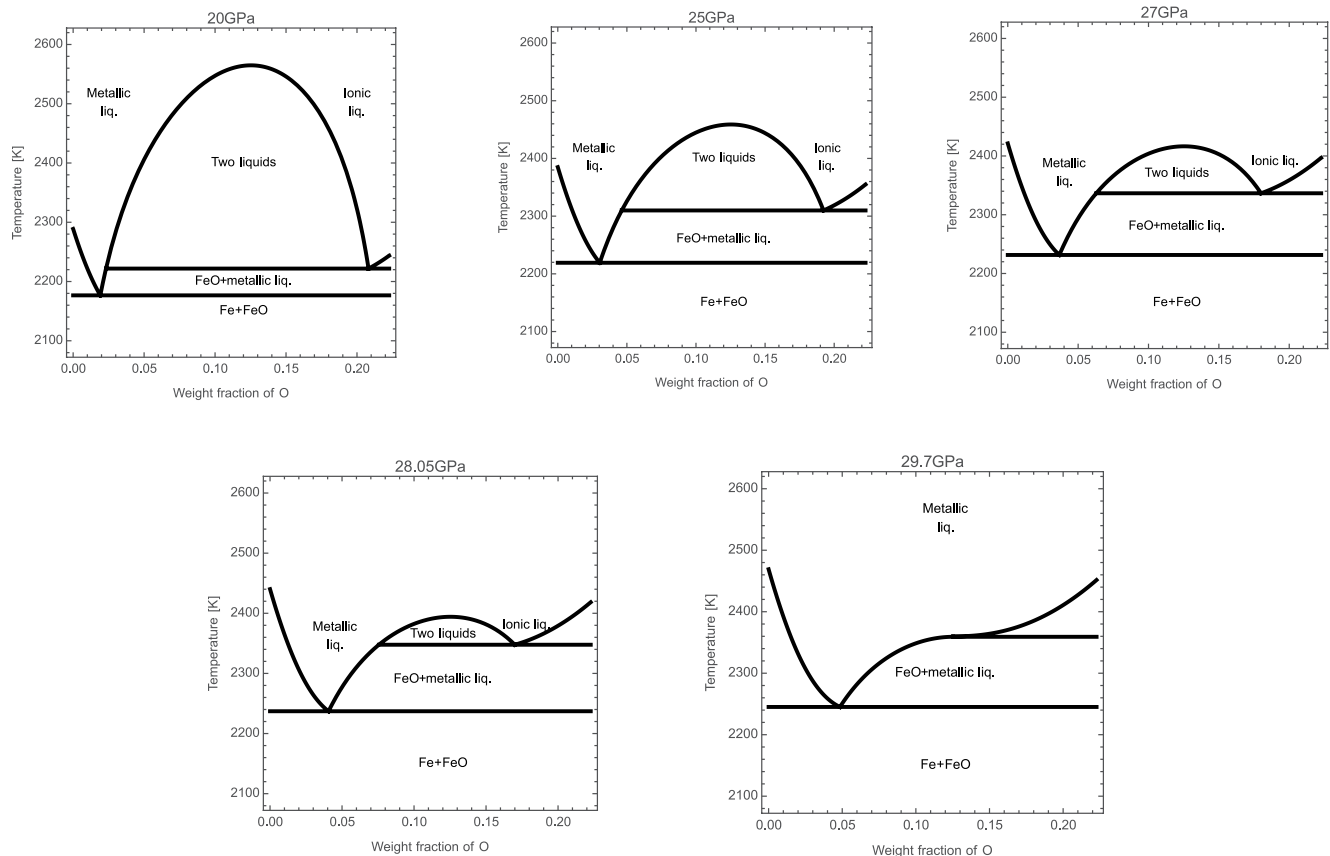 20GPa
2600
2500
2400
2300
2200
2100
Temperature [K]
Metallic
liq.
Ionic
liq.
Two liquids
FeO+metallic liq.
Fe+FeO
0.00 0.05 0.10 0.15 0.20
Weight fraction of O
25GPa
2600
2500
2400
2300
2200
2100
Temperature [K]
Metallic
liq.
Two liquids
Ionic
liq.
FeO+metallic liq.
Fe+FeO
0.00 0.05 0.10 0.15 0.20
Weight fraction of O
27GPa
2600
2500
2400
2300
2200
2100
Temperature [K]
Metallic
liq.
Two liquids
Ionic liq.
FeO+metallic liq.
Fe+FeO
0.00 0.05 0.10 0.15 0.20
Weight fraction of O
28.05GPa
2600
2500
2400
2300
2200
2100
Temperature [K]
Metallic
liq.
Two liquids
Ionic liq.
FeO+metallic liq.
Fe+FeO
0.00 0.05 0.10 0.15 0.20
Weight fraction of O
29.7GPa
2600
2500
2400
2300
2200
2100
Temperature [K]
Metallic
liq.
FeO+metallic liq.
Fe+FeO
0.00 0.05 0.10 0.15 0.20
Weight fraction of O